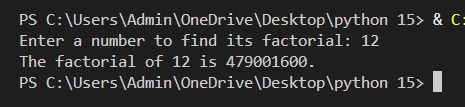 PS C:\Users\Admin\OneDrive\Desktop\python 15> & C:
Enter a number to find its factorial: 12
The factorial of 12 is 479001600.
PS C:\Users\Admin\OneDrive\Desktop\python 15>